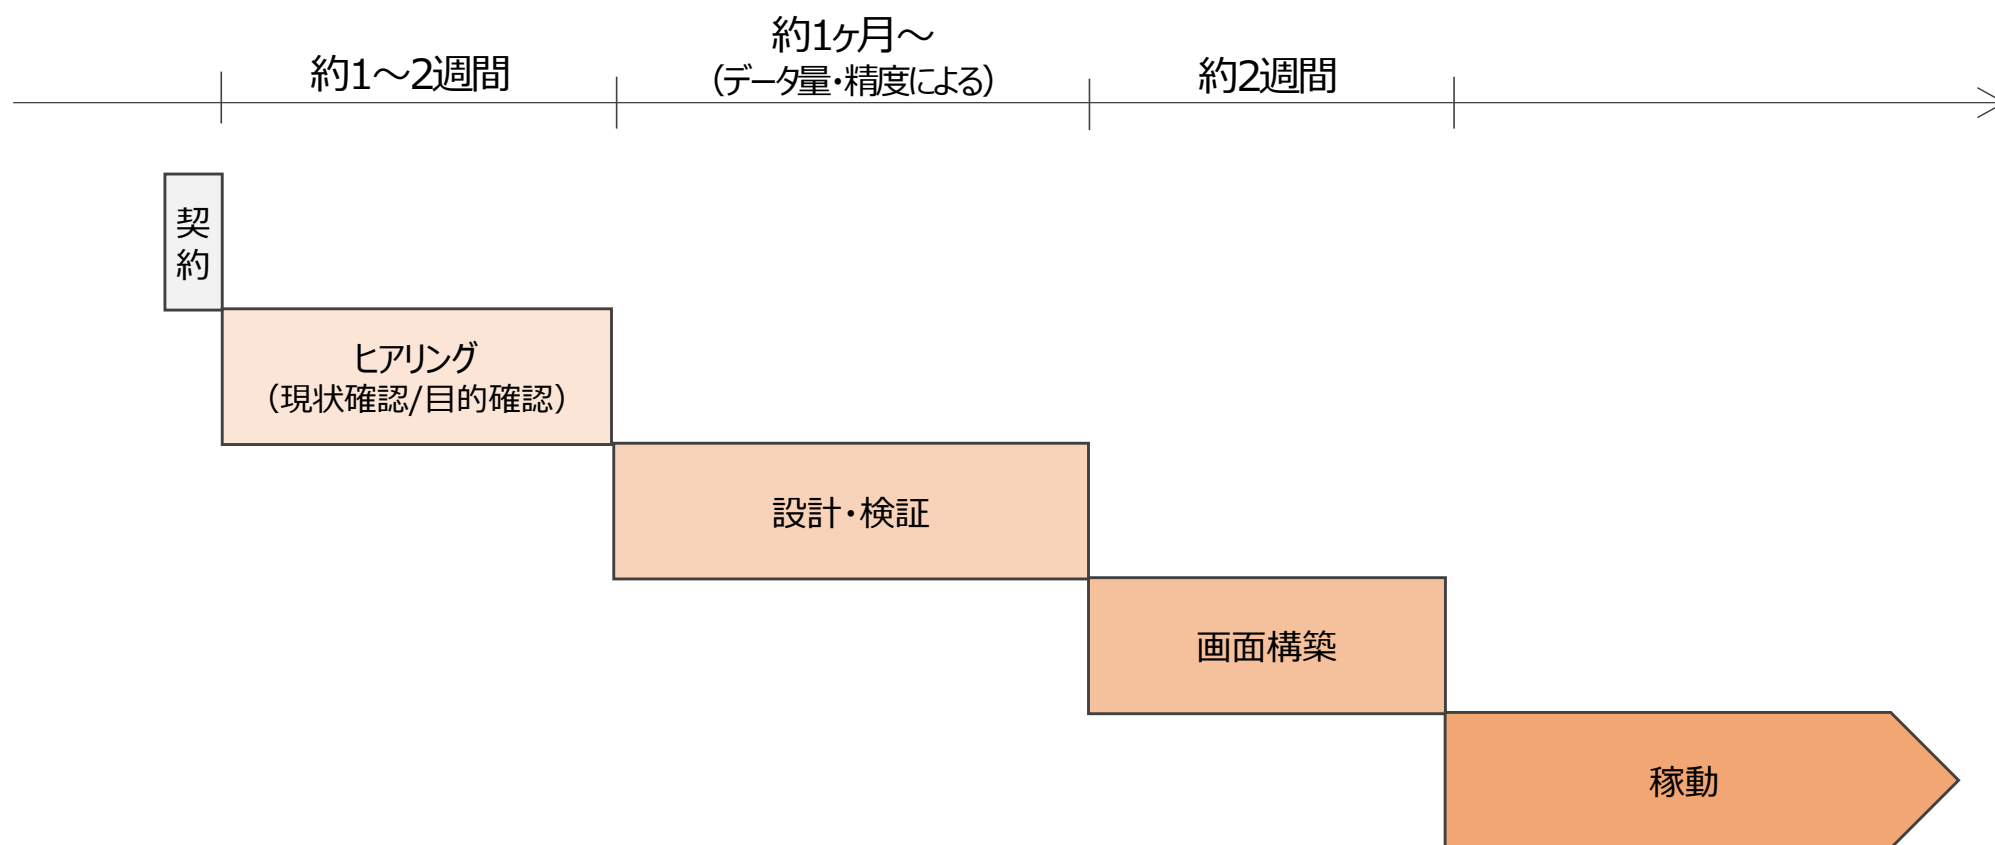 約1ヶ月～
約1～2週間
（データ量・精度による）
約2週間
契
約
ヒアリング
（現状確認/目的確認）
設計・検証
画面構築
稼動